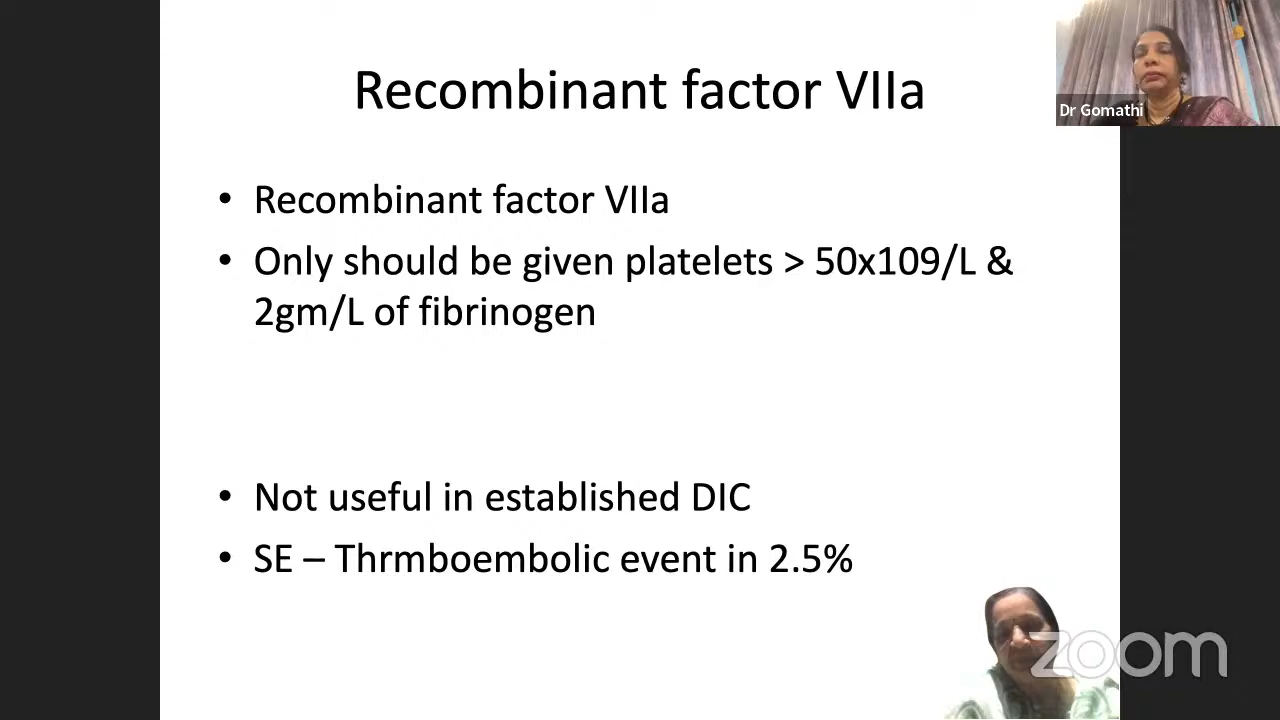 Recombinant factor VIIa
Dr Gomathi
• Recombinant factor VIIa
• Only should be given platelets > 50x109/L &
2gm/L of fibrinogen
• Not useful in established DIC
• SE – Thrmboembolic event in 2.5%
zoom